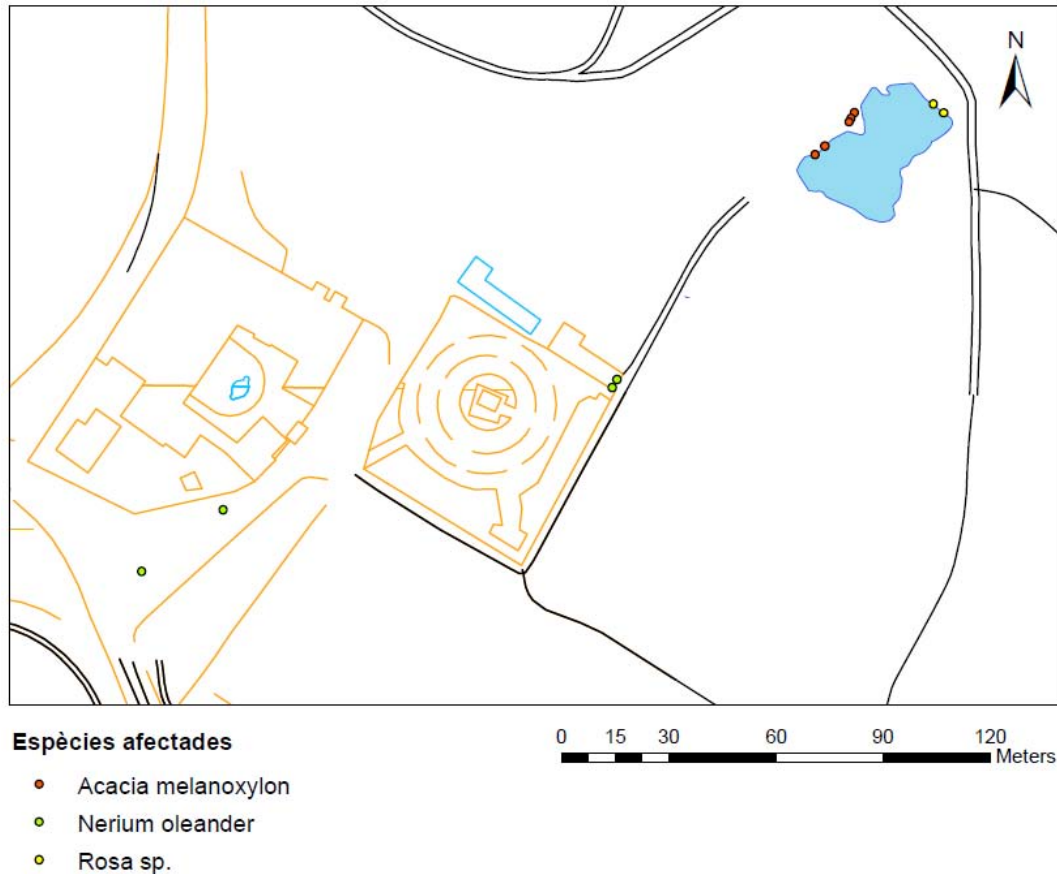 N
Espècies afectades
Acacia melanoxylon
Nerium oleander
Rosa sp.
0 15 30 60 90 120
Meters